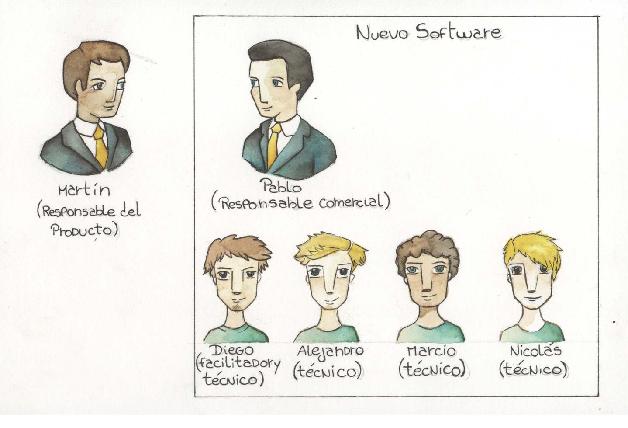 Nuevo Software
Martín
(Responsable del
Producto)
Pablo
(Responsable comercial)
Diego
(facilitador y
técnico)
Alejandro
(técnico)
Marcio
(técnico)
Nicolás
(técnico)